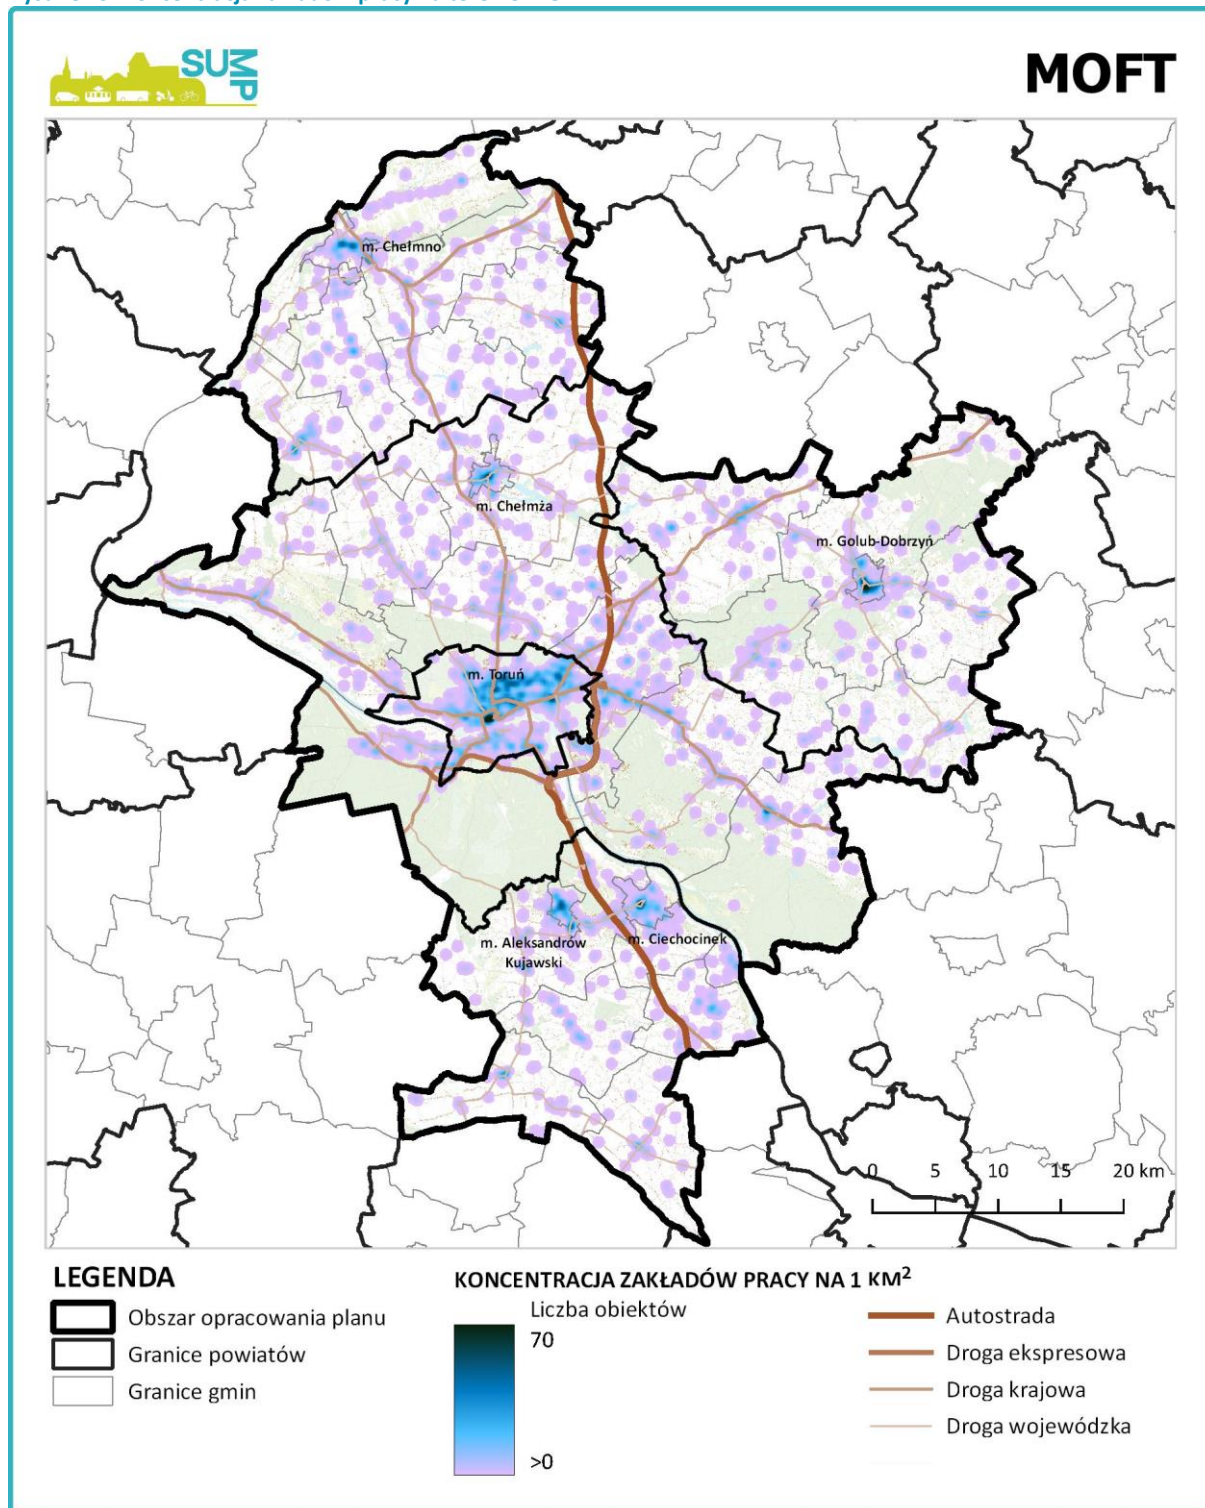 SUMP
MOFT
m. Chełmno
m. Chełmża
m. Golub-Dobrzyń
m. Toruń
m. Aleksandrów
Kujawski
m. Ciechocinek
0 5 10 15 20 km
LEGENDA
Obszar opracowania planu
Granice powiatów
Granice gmin
KONCENTRACJA ZAKŁADÓW PRACY NA 1 KM²
Liczba obiektów
70
>0
Autostrada
Droga ekspresowa
Droga krajowa
Droga wojewódzka